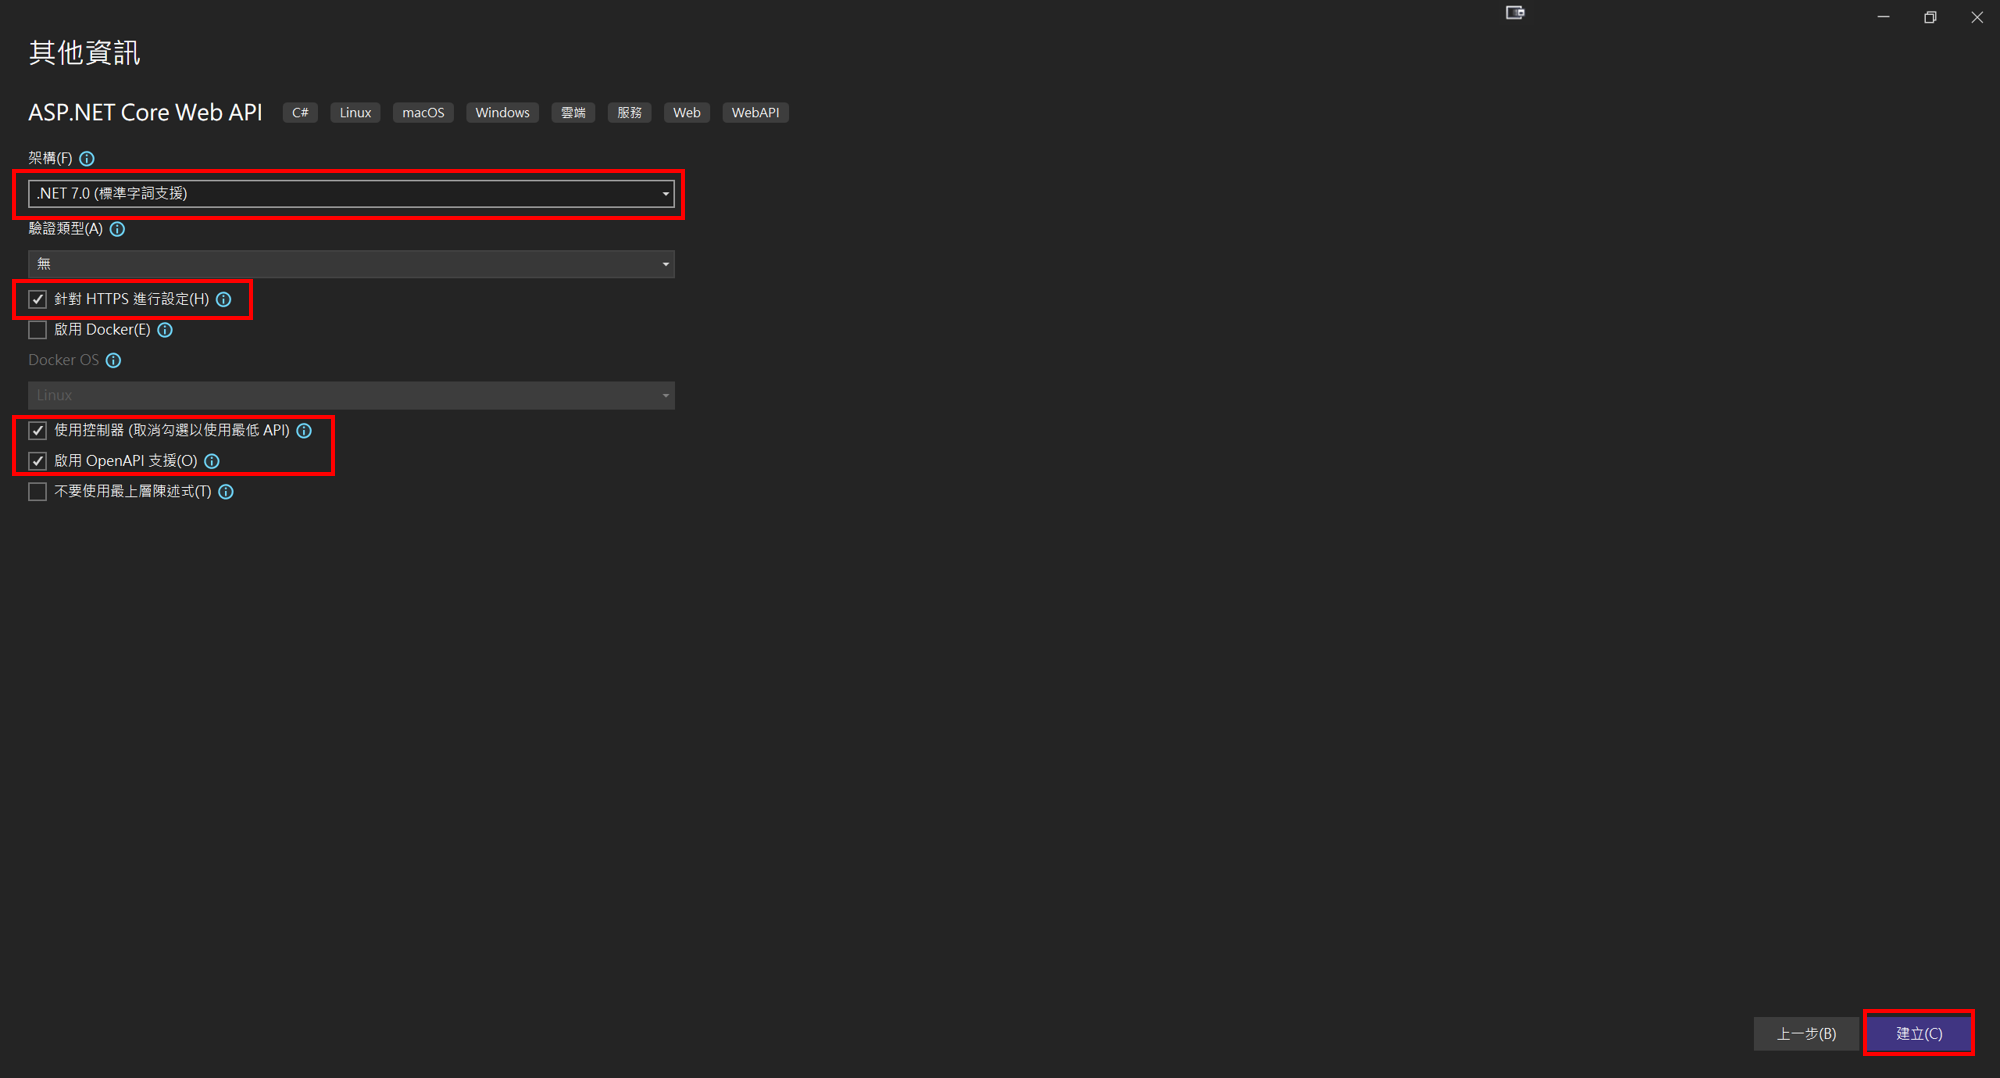 其他資訊
ASP.NET Core Web API C# Linux macOS Windows 雲端 服務 Web WebAPI
架構(F)
.NET 7.0 (標準字詞支援)
驗證類型(A)
無
針對 HTTPS 進行設定(H)
啟用 Docker(E)
Docker OS
Linux
使用控制器 (取消勾選以使用最低 API)
啟用 OpenAPI 支援(O)
不要使用最上層陳述式(T)
上一步(B) 建立(C)